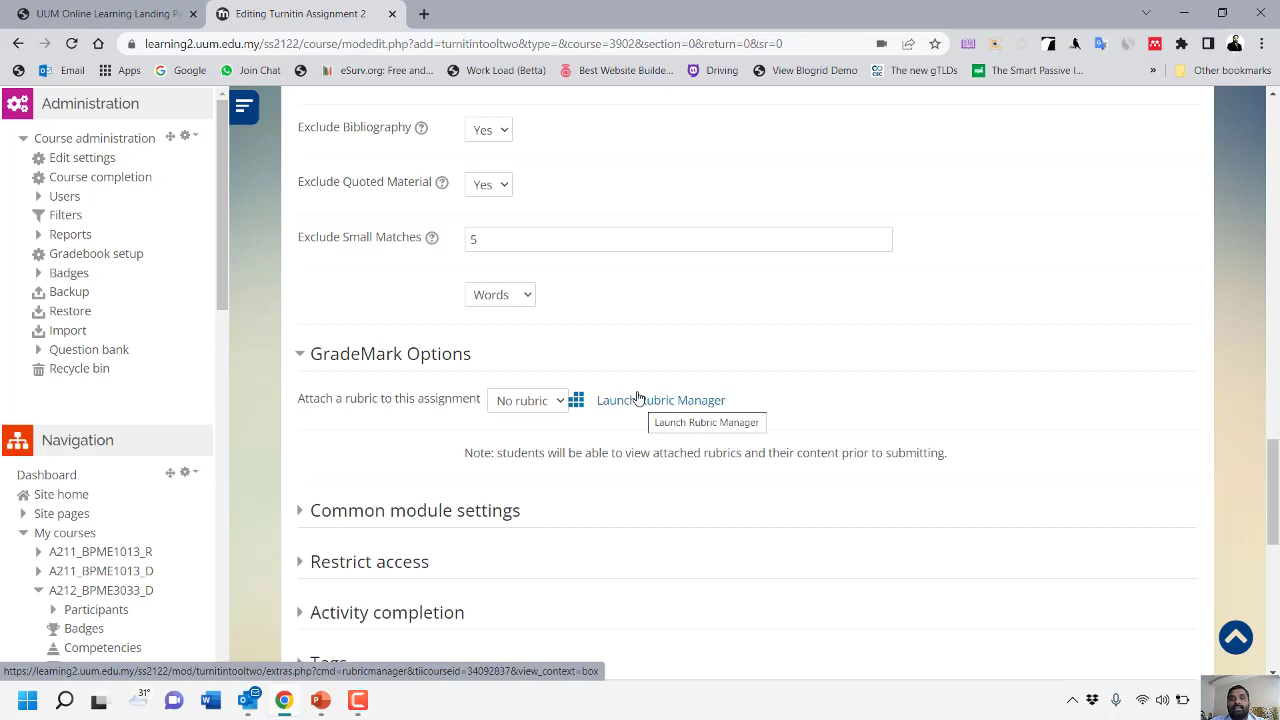 UUM Online Learning Landing P
Editing Turnitin Assignment 2
learning2.uum.edu.my/ss2122/course/modedit.php?add=turnitintooltwo&type=&course=3902&section=0&return=0&sr=0
Email
Apps
Google
Join Chat
eSurv.org: Free and...
Work Load (Betta)
Best Website Builde...
Driving
View Blogrid Demo
The new gTLDs
The Smart Passive I...
»
Other bookmarks
Administration
Course administration
Edit settings
Course completion
Users
Filters
Reports
Gradebook setup
Badges
Backup
Restore
Import
Question bank
Recycle bin
Navigation
Dashboard
Site home
Site pages
My courses
A211_BPME1013_R
A211_BPME1013_D
A212_BPME3033_D
Participants
Badges
Competencies
Exclude Bibliography
Yes
Exclude Quoted Material
Yes
Exclude Small Matches
5
Words
GradeMark Options
Attach a rubric to this assignment
No rubric
Launch Rubric Manager
Launch Rubric Manager
Note: students will be able to view attached rubrics and their content prior to submitting.
Common module settings
Restrict access
Activity completion
Tags
https://learning2.uum.edu.my/ss2122/mod/turnitintooltwo/extras.php?cmd=rubricmanager&tiicourseid=34092837&view_context=box
31°